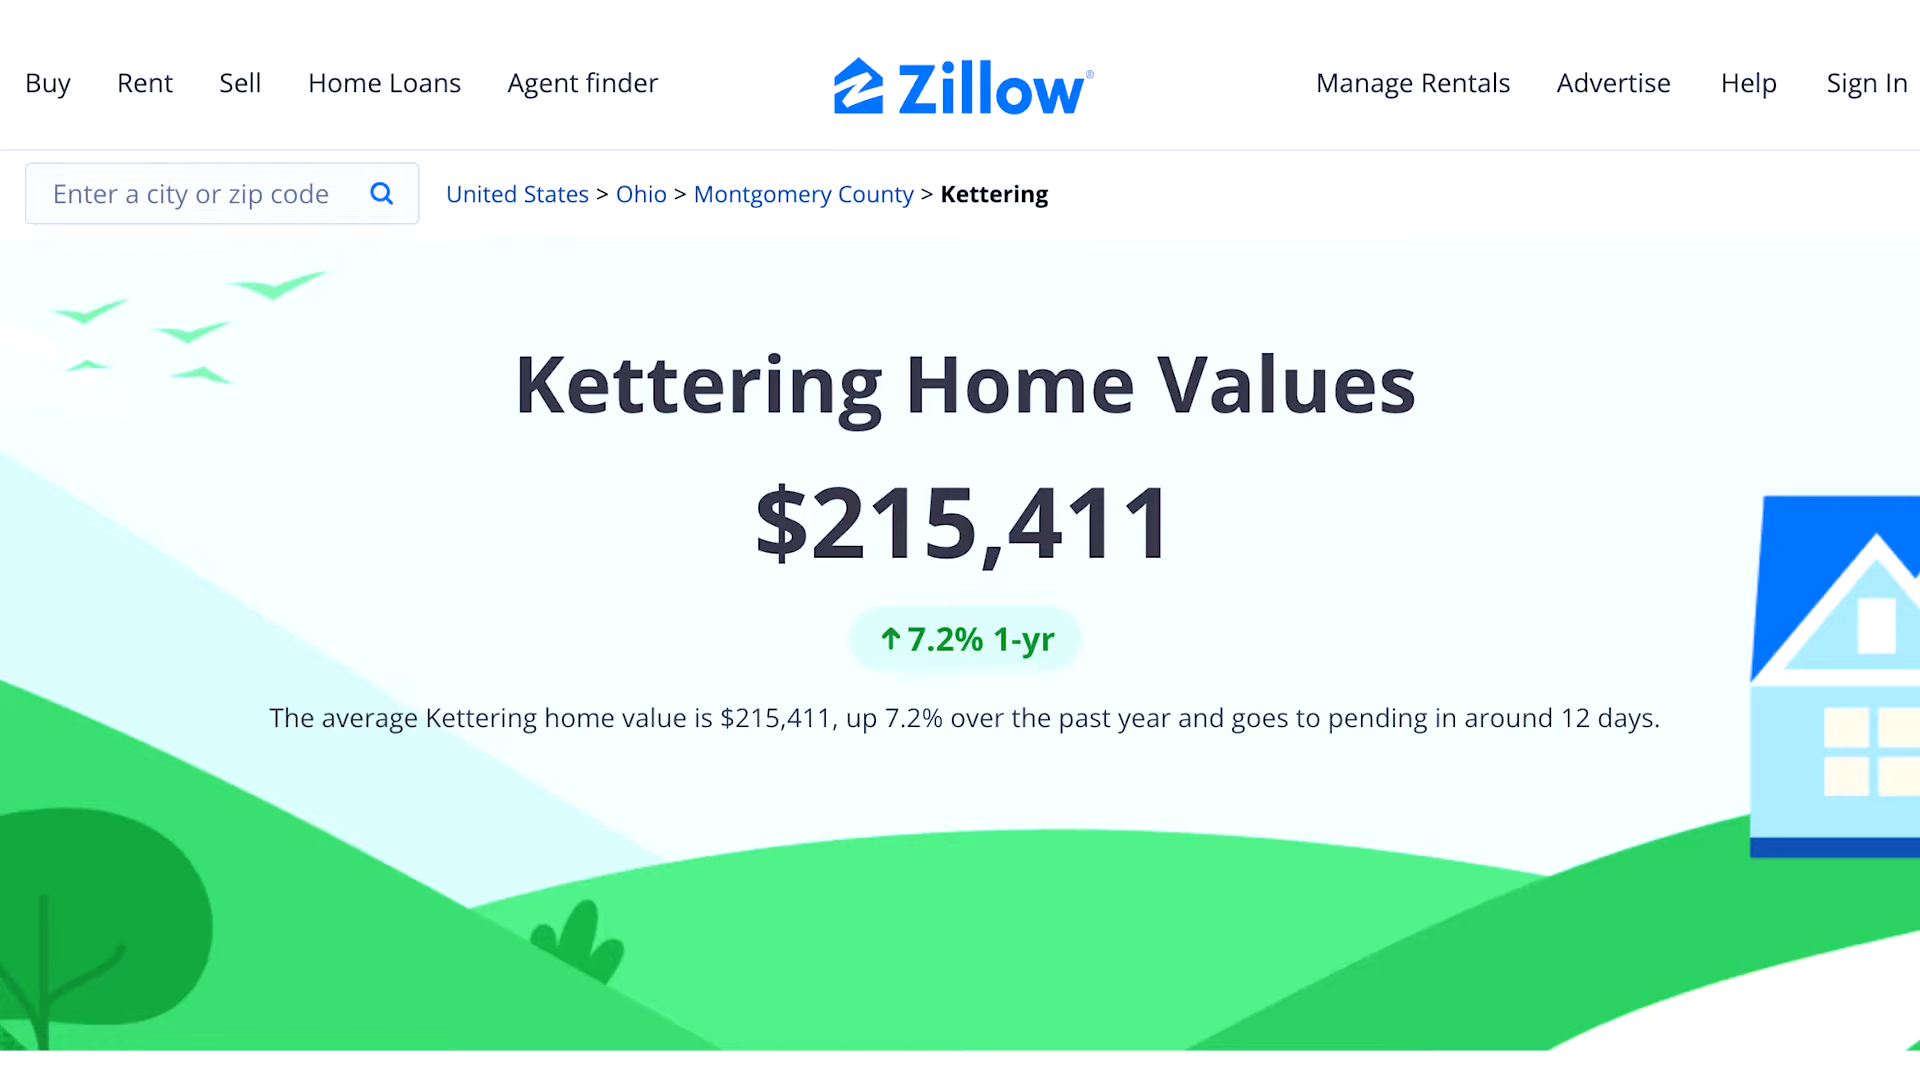 Buy Rent Sell Home Loans Agent finder Zillow® Manage Rentals Advertise Help Sign In
Enter a city or zip code United States > Ohio > Montgomery County > Kettering
Kettering Home Values
$215,411
↑ 7.2% 1-yr
The average Kettering home value is $215,411, up 7.2% over the past year and goes to pending in around 12 days.